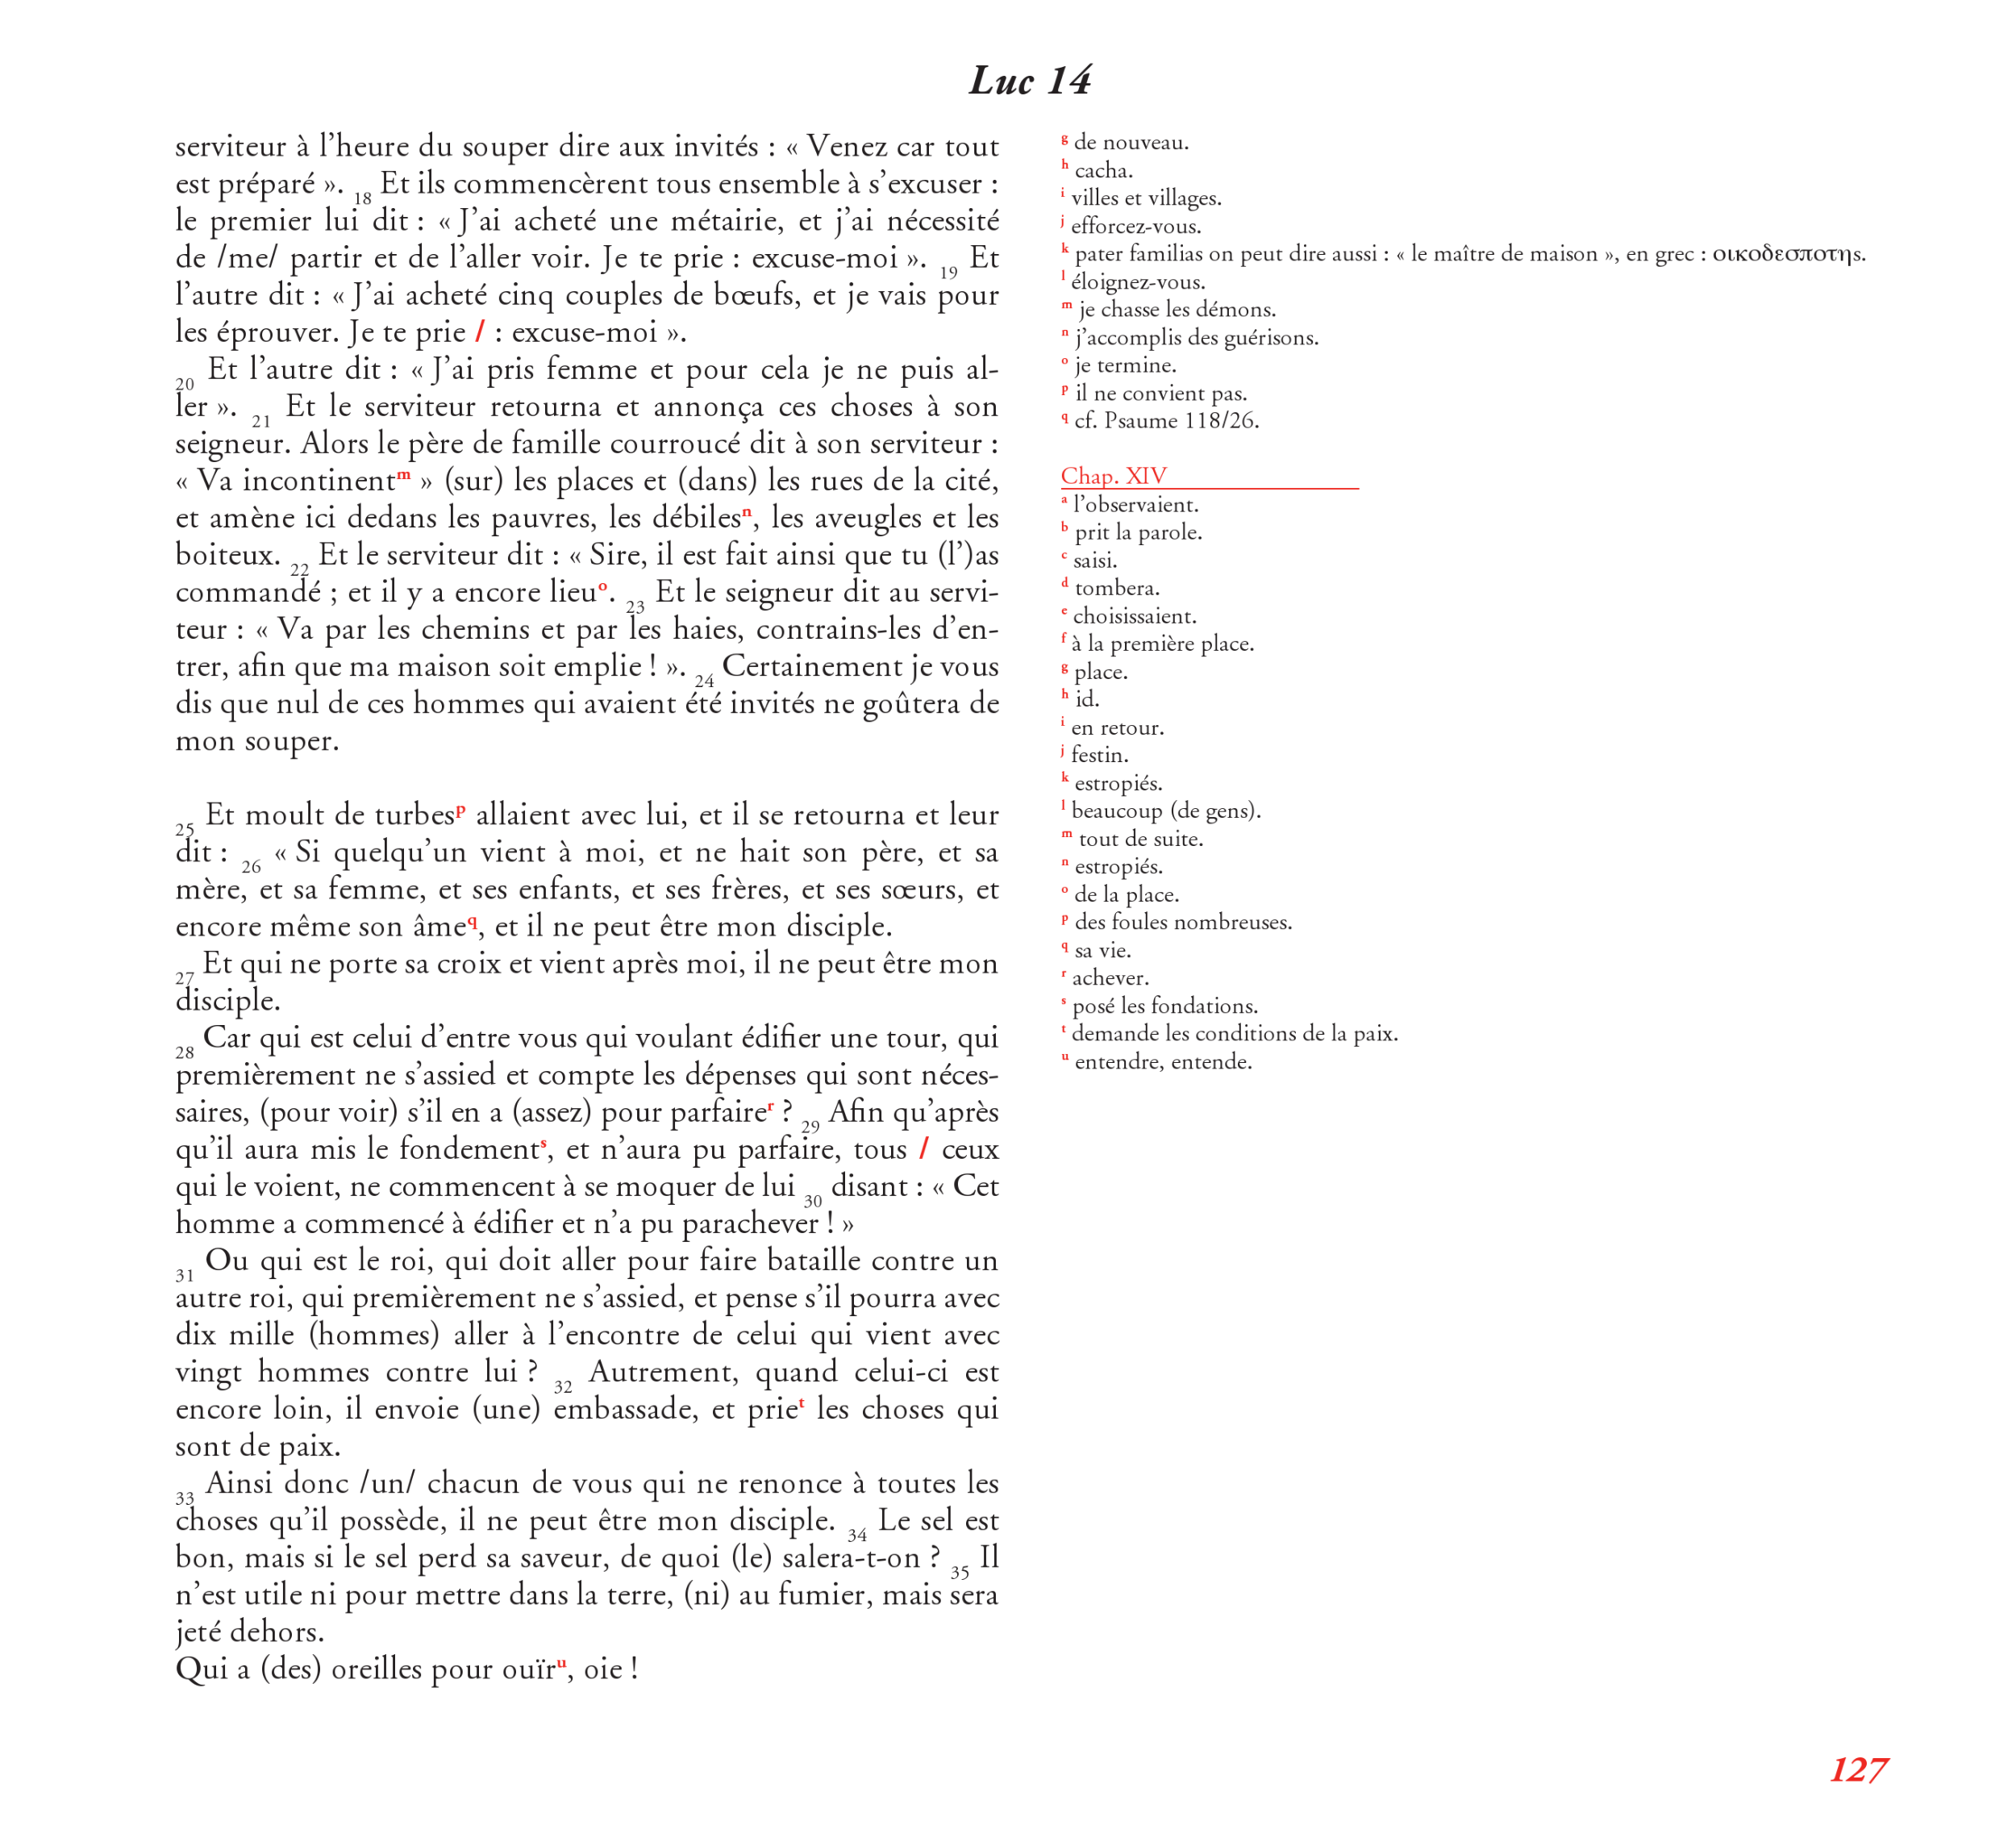 Luc 14
serviteur à l’heure du souper dire aux invités : « Venez car tout
est préparé ». 18 Et ils commencèrent tous ensemble à s’excuser :
le premier lui dit : « J’ai acheté une métairie, et j’ai nécessité
de /me/ partir et de l’aller voir. Je te prie : excuse-moi ». 19 Et
l’autre dit : « J’ai acheté cinq couples de bœufs, et je vais pour
les éprouver. Je te prie / : excuse-moi ».
20 Et l’autre dit : « J’ai pris femme et pour cela je ne puis al-
ler ». 21 Et le serviteur retourna et annonça ces choses à son
seigneur. Alors le père de famille courroucé dit à son serviteur :
« Va incontinentm » (sur) les places et (dans) les rues de la cité,
et amène ici dedans les pauvres, les débilesn, les aveugles et les
boiteux. 22 Et le serviteur dit : « Sire, il est fait ainsi que tu (l’)as
commandé ; et il y a encore lieuo. 23 Et le seigneur dit au servi-
teur : « Va par les chemins et par les haies, contrains-les d’en-
trer, afin que ma maison soit emplie ! ». 24 Certainement je vous
dis que nul de ces hommes qui avaient été invités ne goûtera de
mon souper.
25 Et moult de turbesp allaient avec lui, et il se retourna et leur
dit : 26 « Si quelqu’un vient à moi, et ne hait son père, et sa
mère, et sa femme, et ses enfants, et ses frères, et ses sœurs, et
encore même son âmeq, et il ne peut être mon disciple.
27 Et qui ne porte sa croix et vient après moi, il ne peut être mon
disciple.
28 Car qui est celui d’entre vous qui voulant édifier une tour, qui
premièrement ne s’assied et compte les dépenses qui sont néces-
saires, (pour voir) s’il en a (assez) pour parfairer ? 29 Afin qu’après
qu’il aura mis le fondements, et n’aura pu parfaire, tous / ceux
qui le voient, ne commencent à se moquer de lui 30 disant : « Cet
homme a commencé à édifier et n’a pu parachever ! »
31 Ou qui est le roi, qui doit aller pour faire bataille contre un
autre roi, qui premièrement ne s’assied, et pense s’il pourra avec
dix mille (hommes) aller à l’encontre de celui qui vient avec
vingt hommes contre lui ? 32 Autrement, quand celui-ci est
encore loin, il envoie (une) embassade, et priet les choses qui
sont de paix.
33 Ainsi donc /un/ chacun de vous qui ne renonce à toutes les
choses qu’il possède, il ne peut être mon disciple. 34 Le sel est
bon, mais si le sel perd sa saveur, de quoi (le) salera-t-on ? 35 Il
n’est utile ni pour mettre dans la terre, (ni) au fumier, mais sera
jeté dehors.
Qui a (des) oreilles pour ouïru, oie !
g de nouveau.
h cacha.
i villes et villages.
j efforcez-vous.
k pater familias on peut dire aussi : « le maître de maison », en grec : οικοδεσποτης.
l éloignez-vous.
m je chasse les démons.
n j’accomplis des guérisons.
o je termine.
p il ne convient pas.
q cf. Psaume 118/26.
Chap. XIV
a l’observaient.
b prit la parole.
c saisi.
d tombera.
e choisissaient.
f à la première place.
g place.
h id.
i en retour.
j festin.
k estropiés.
l beaucoup (de gens).
m tout de suite.
n estropiés.
o de la place.
p des foules nombreuses.
q sa vie.
r achever.
s posé les fondations.
t demande les conditions de la paix.
u entendre, entende.
127